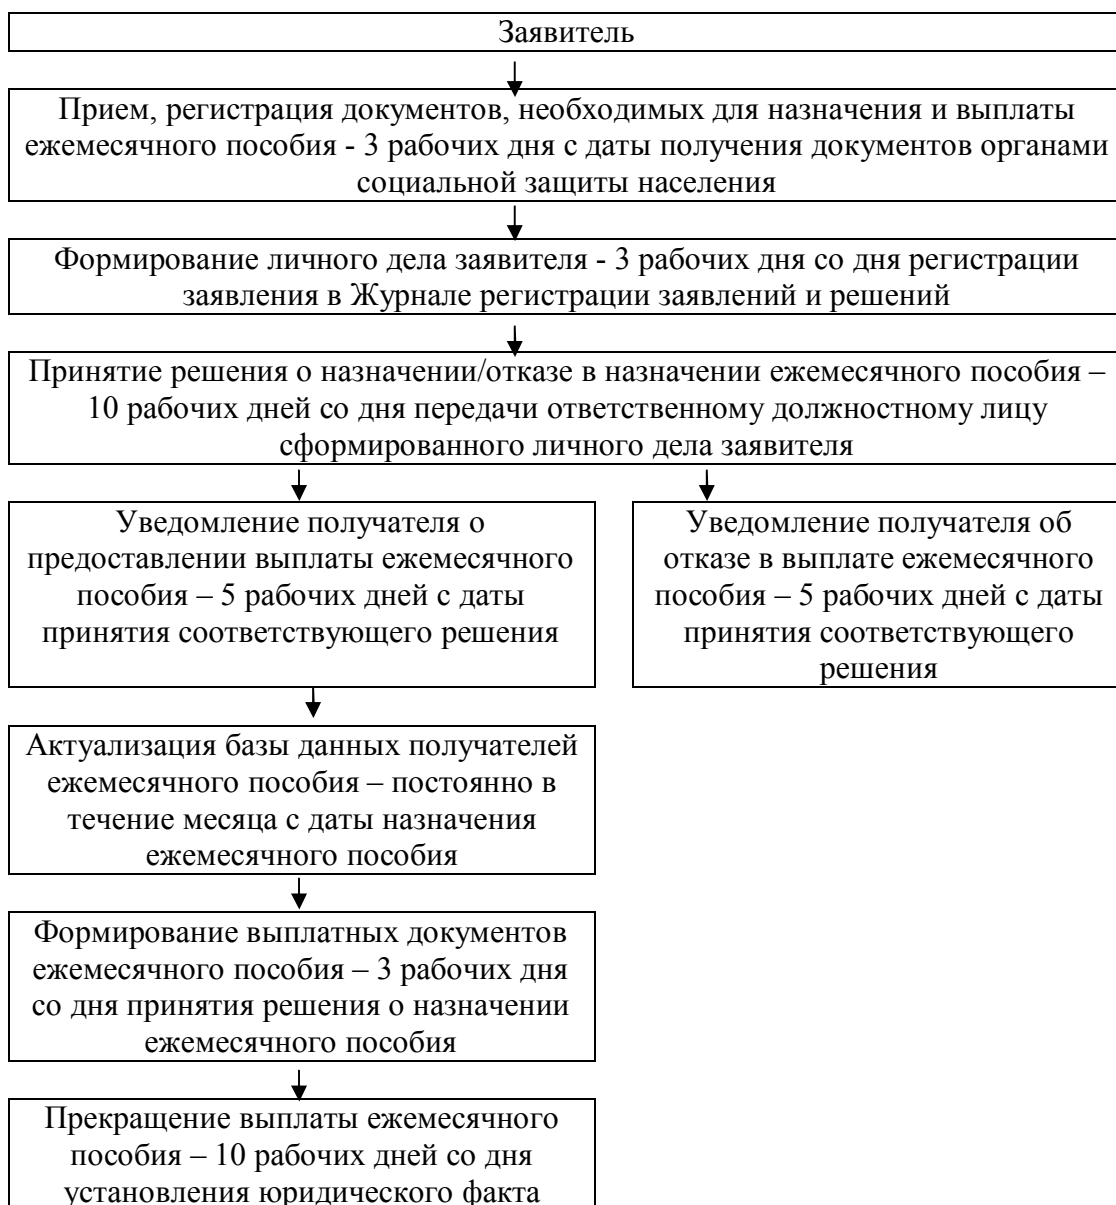 Заявитель
Прием, регистрация документов, необходимых для назначения и выплаты
ежемесячного пособия - 3 рабочих дня с даты получения документов органами
социальной защиты населения
Формирование личного дела заявителя - 3 рабочих дня со дня регистрации
заявления в Журнале регистрации заявлений и решений
Принятие решения о назначении/отказе в назначении ежемесячного пособия –
10 рабочих дней со дня передачи ответственному должностному лицу
сформированного личного дела заявителя
Уведомление получателя о
предоставлении выплаты ежемесячного
пособия – 5 рабочих дней с даты
принятия соответствующего решения
Уведомление получателя об
отказе в выплате ежемесячного
пособия – 5 рабочих дней с даты
принятия соответствующего
решения
Актуализация базы данных получателей
ежемесячного пособия – постоянно в
течение месяца с даты назначения
ежемесячного пособия
Формирование выплатных документов
ежемесячного пособия – 3 рабочих дня
со дня принятия решения о назначении
ежемесячного пособия
Прекращение выплаты ежемесячного
пособия – 10 рабочих дней со дня
установления юридического факта